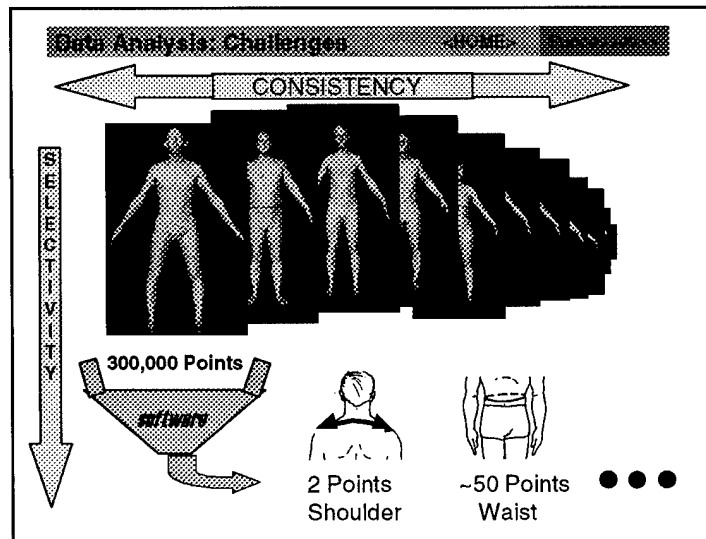 Data Analysis: Challenges <HOME>
CONSISTENCY
SELECTIVITY
300,000 Points
software
2 Points
Shoulder
~50 Points
Waist